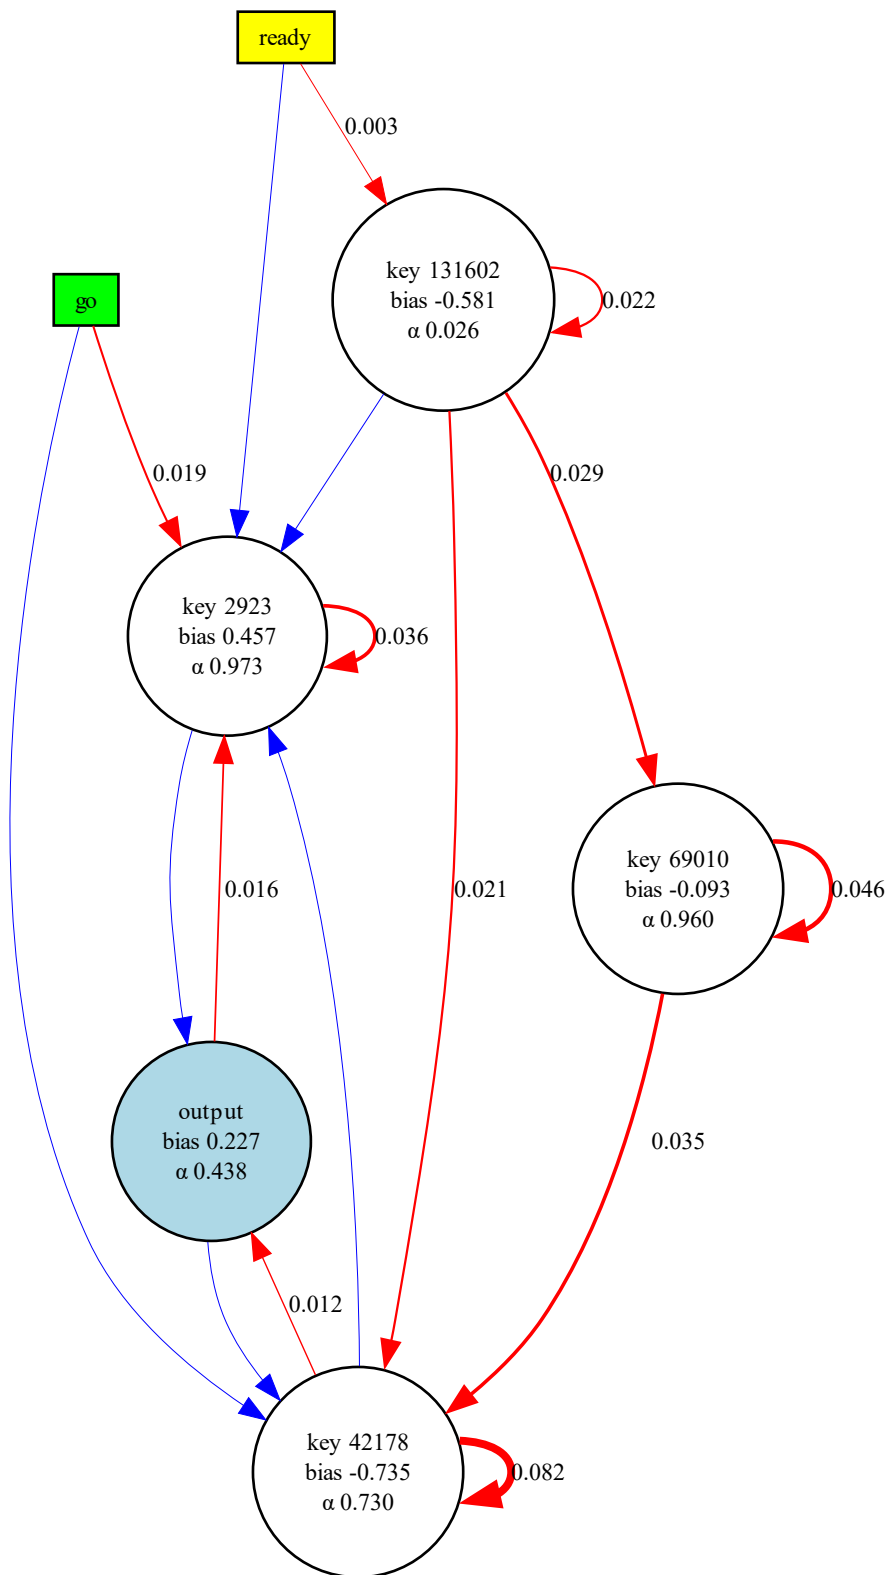 ready
0.003
key 131602
bias -0.581
α 0.026
0.022
go
0.019
0.029
key 2923
bias 0.457
α 0.973
0.036
key 69010
bias -0.093
α 0.960
0.046
0.016
0.021
output
bias 0.227
α 0.438
0.035
0.012
key 42178
bias -0.735
α 0.730
0.082